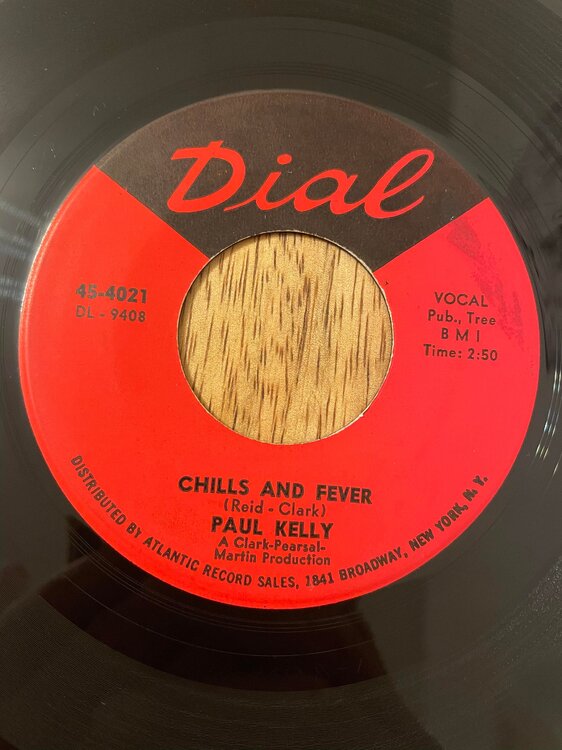 Dial
45-4021
DL - 9408
VOCAL
Pub., Tree
B M I
Time: 2:50
CHILLS AND FEVER
(Reid - Clark)
PAUL KELLY
A Clark-Pearsal-
Martin Production
DISTRIBUTED BY ATLANTIC RECORD SALES, 1841 BROADWAY, NEW YORK, N. Y.